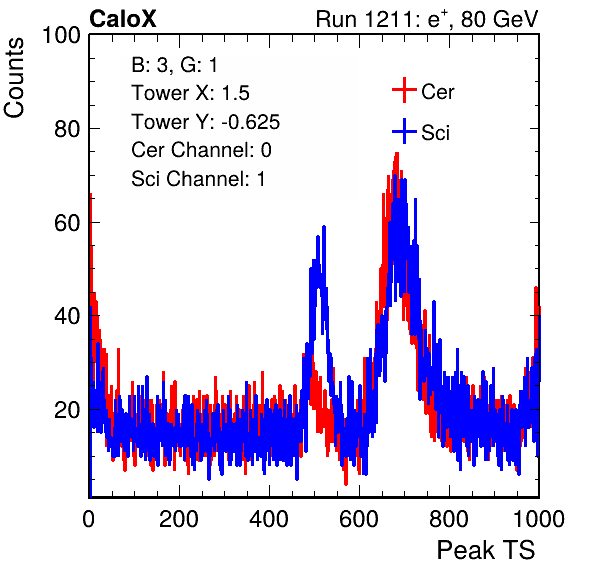 CaloX Run 1211: e+, 80 GeV
Counts
B: 3, G: 1
Tower X: 1.5
Tower Y: -0.625
Cer Channel: 0
Sci Channel: 1
Cer
Sci
100
80
60
40
20
0 200 400 600 800 1000
Peak TS